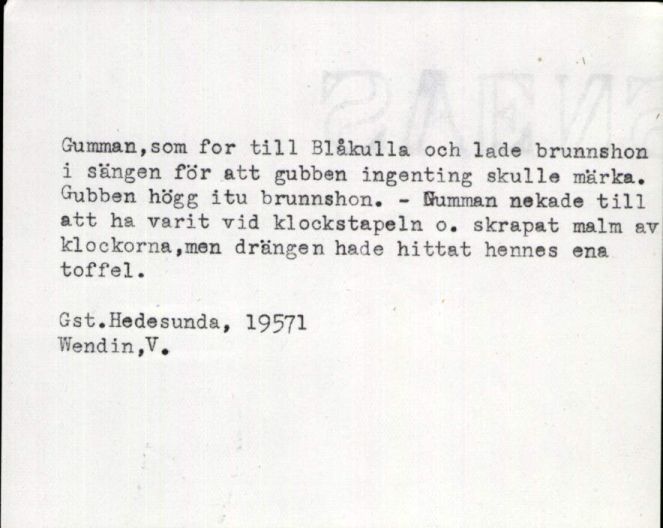 Gumman,som for till Blåkulla och lade brunnshon
i sängen för att gubben ingenting skulle märka.
Gubben högg itu brunnshon. - Gumman nekade till
att ha varit vid klockstapeln o. skrapat malm av
klockorna,men drängen hade hittat hennes ena
toffel.
Gst.Hedesunda, 19571
Wendin,V.